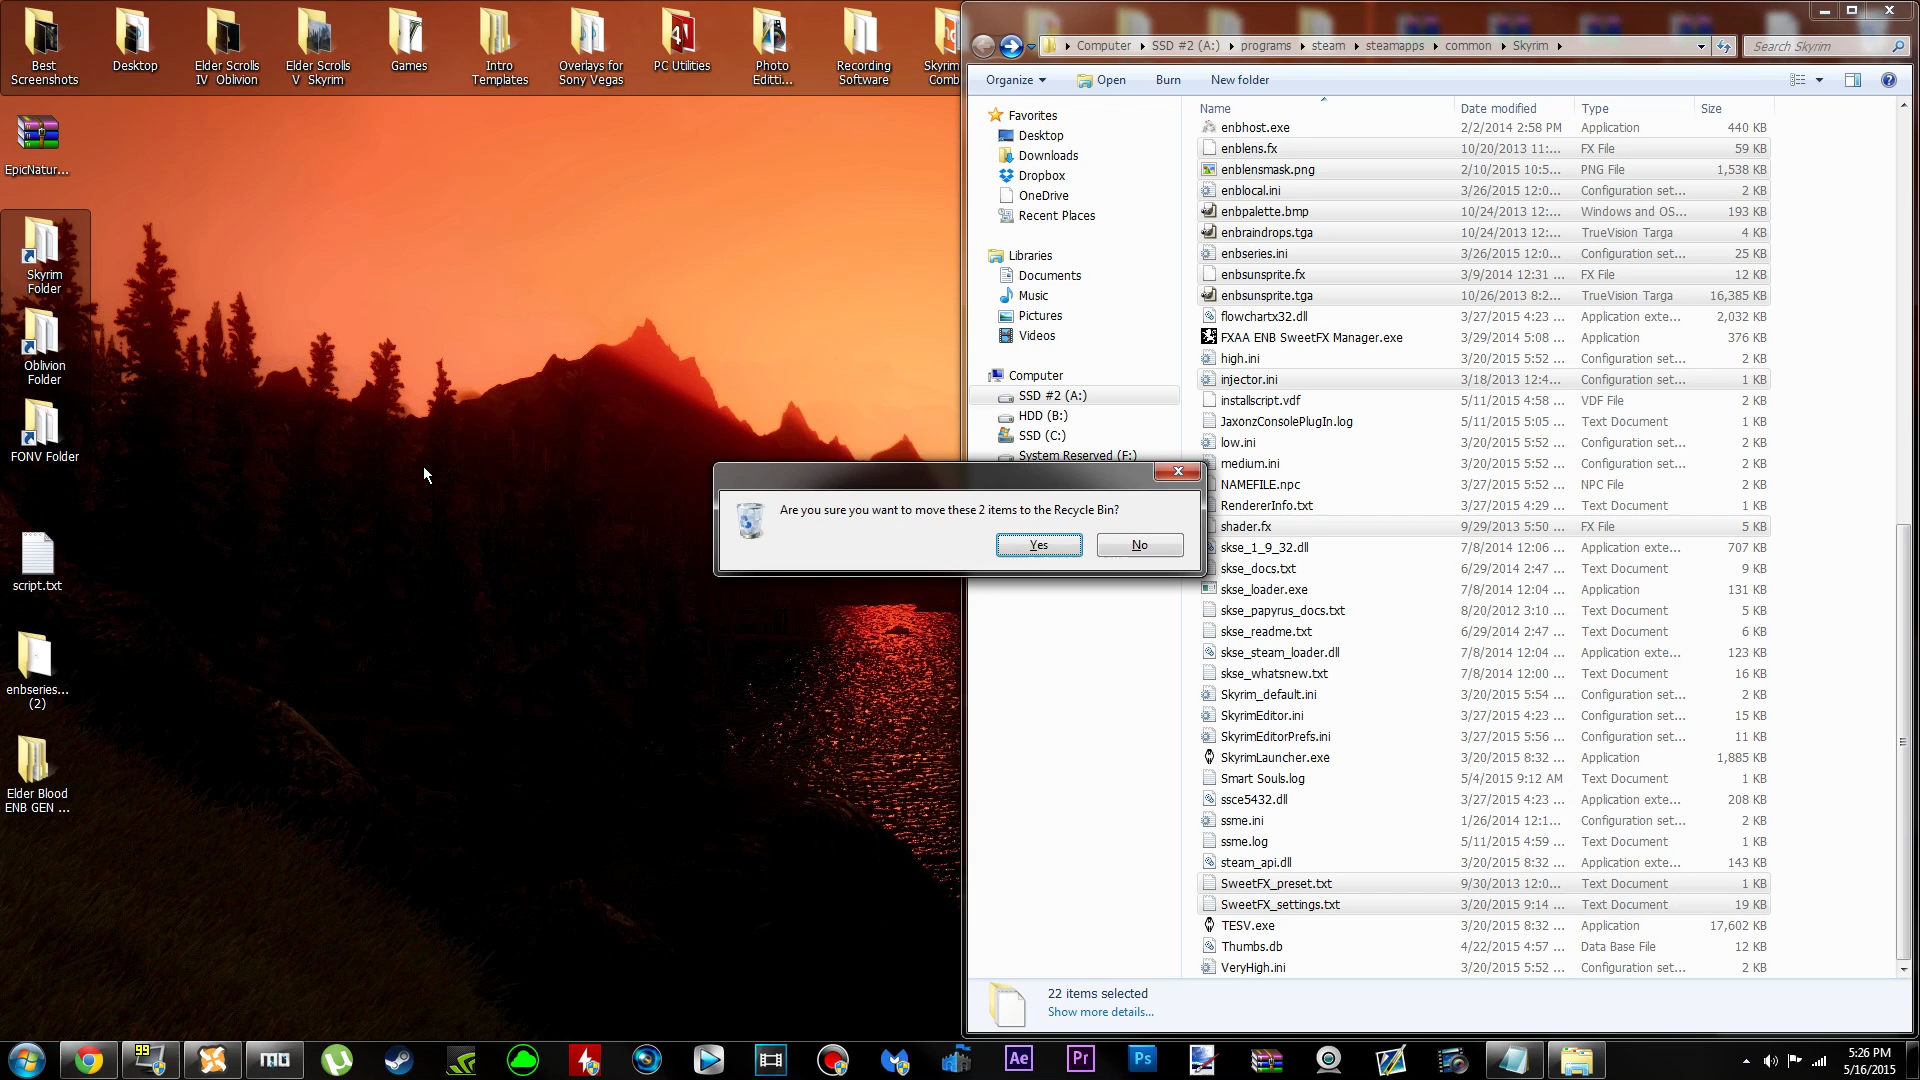 Best Screenshots
Desktop
Elder Scrolls IV Oblivion
Elder Scrolls V Skyrim
Games
Intro Templates
Overlays for Sony Vegas
PC Utilities
Photo Editti...
Recording Software
Skyrim
Comb
EpicNatur...
Skyrim Folder
Oblivion Folder
FONV Folder
script.txt
enbseries... (2)
Elder Blood ENB GEN ...
Computer
SSD #2 (A:)
programs
steam
steamapps
common
Skyrim
Search Skyrim
Organize
Open
Burn
New folder
Favorites
Desktop
Downloads
Dropbox
OneDrive
Recent Places
Libraries
Documents
Music
Pictures
Videos
Computer
SSD #2 (A:)
HDD (B:)
SSD (C:)
System Reserved (F:)
Name Date modified Type Size
enbhost.exe 2/2/2014 2:58 PM Application 440 KB
enblens.fx 10/20/2013 11:... FX File 59 KB
enblensmask.png 2/10/2015 10:5... PNG File 1,538 KB
enblocal.ini 3/26/2015 12:0... Configuration set... 2 KB
enbpalette.bmp 10/24/2013 12:... Windows and OS... 193 KB
enbraindrops.tga 10/24/2013 12:... TrueVision Targa 4 KB
enbseries.ini 3/26/2015 12:0... Configuration set... 25 KB
enbsunsprite.fx 3/9/2014 12:31 ... FX File 12 KB
enbsunsprite.tga 10/26/2013 8:2... TrueVision Targa 16,385 KB
flowchartx32.dll 3/27/2015 4:23 ... Application exte... 2,032 KB
FXAA ENB SweetFX Manager.exe 3/29/2014 5:08 ... Application 376 KB
high.ini 3/20/2015 5:52 ... Configuration set... 2 KB
injector.ini 3/18/2013 12:4... Configuration set... 1 KB
installscript.vdf 5/11/2015 4:58 ... VDF File 2 KB
JaxonzConsolePlugIn.log 5/11/2015 5:05 ... Text Document 1 KB
low.ini 3/20/2015 5:52 ... Configuration set... 2 KB
medium.ini 3/20/2015 5:52 ... Configuration set... 2 KB
NAMEFILE.npc 3/27/2015 5:52 ... NPC File 2 KB
RendererInfo.txt 3/27/2015 4:29 ... Text Document 1 KB
shader.fx 9/29/2013 5:50 ... FX File 5 KB
skse_1_9_32.dll 7/8/2014 12:06 ... Application exte... 707 KB
skse_docs.txt 6/29/2014 2:47 ... Text Document 9 KB
skse_loader.exe 7/8/2014 12:04 ... Application 131 KB
skse_papyrus_docs.txt 8/20/2012 3:10 ... Text Document 5 KB
skse_readme.txt 6/29/2014 2:47 ... Text Document 6 KB
skse_steam_loader.dll 7/8/2014 12:04 ... Application exte... 123 KB
skse_whatsnew.txt 7/8/2014 12:00 ... Text Document 16 KB
Skyrim_default.ini 3/20/2015 5:54 ... Configuration set... 2 KB
SkyrimEditor.ini 3/27/2015 4:23 ... Configuration set... 15 KB
SkyrimEditorPrefs.ini 3/27/2015 5:56 ... Configuration set... 11 KB
SkyrimLauncher.exe 3/20/2015 8:32 ... Application 1,885 KB
Smart Souls.log 5/4/2015 9:12 AM Text Document 1 KB
ssce5432.dll 3/27/2015 4:23 ... Application exte... 208 KB
ssme.ini 1/26/2014 12:1... Configuration set... 2 KB
ssme.log 5/11/2015 4:59 ... Text Document 1 KB
steam_api.dll 3/20/2015 8:32 ... Application exte... 143 KB
SweetFX_preset.txt 9/30/2013 12:0... Text Document 1 KB
SweetFX_settings.txt 3/20/2015 9:14 ... Text Document 19 KB
TESV.exe 3/20/2015 8:32 ... Application 17,602 KB
Thumbs.db 4/22/2015 4:57 ... Data Base File 12 KB
VeryHigh.ini 3/20/2015 5:52 ... Configuration set... 2 KB
Are you sure you want to move these 2 items to the Recycle Bin?
Yes
No
22 items selected
Show more details...
99
MG
Ae
Pr
Ps
5:26 PM
5/16/2015